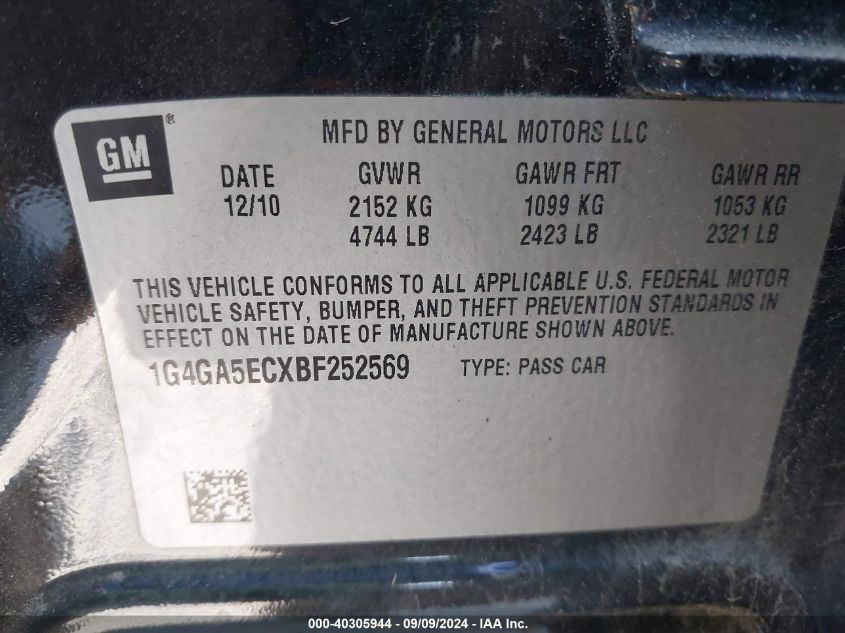 GM®
MFD BY GENERAL MOTORS LLC
DATE GVWR GAWR FRT GAWR RR
12/10 2152 KG 1099 KG 1053 KG
4744 LB 2423 LB 2321 LB
THIS VEHICLE CONFORMS TO ALL APPLICABLE U.S. FEDERAL MOTOR
VEHICLE SAFETY, BUMPER, AND THEFT PREVENTION STANDARDS IN
EFFECT ON THE DATE OF MANUFACTURE SHOWN ABOVE.
1G4GA5ECXBF252569 TYPE: PASS CAR
000-40305944 - 09/09/2024 - IAA Inc.